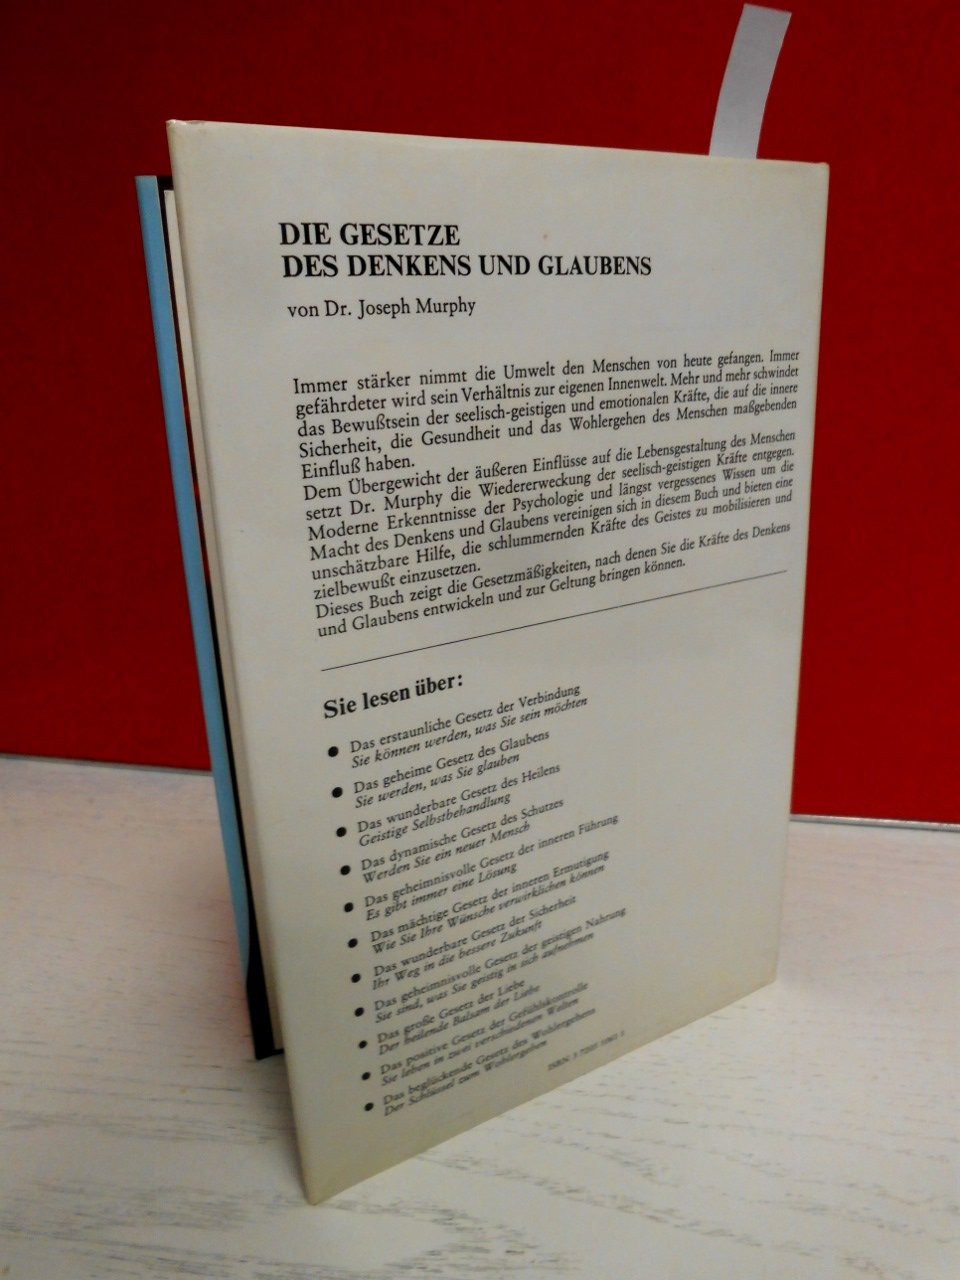 DIE GESETZE
DES DENKENS UND GLAUBENS
von Dr. Joseph Murphy
Immer stärker nimmt die Umwelt den Menschen von heute gefangen. Immer
gefährdeter wird sein Verhältnis zur eigenen Innenwelt. Mehr und mehr schwindet
das Bewußtsein der seelisch-geistigen und emotionalen Kräfte, die auf die innere
Sicherheit, die Gesundheit und das Wohlergehen des Menschen maßgebenden
Einfluß haben.
Dem Übergewicht der äußeren Einflüsse auf die Lebensgestaltung des Menschen
setzt Dr. Murphy die Wiedererweckung der seelisch-geistigen Kräfte entgegen.
Moderne Erkenntnisse der Psychologie und längst vergessenes Wissen um die
Macht des Denkens und Glaubens vereinigen sich in diesem Buch und bieten eine
unschätzbare Hilfe, die schlummernden Kräfte des Geistes zu mobilisieren und
zielbewußt einzusetzen.
Dieses Buch zeigt die Gesetzmäßigkeiten, nach denen Sie die Kräfte des Denkens
und Glaubens entwickeln und zur Geltung bringen können.
Sie lesen über:
● Das erstaunliche Gesetz der Verbindung
Sie können werden, was Sie sein möchten
● Das geheime Gesetz des Glaubens
Sie werden, was Sie glauben
● Das wunderbare Gesetz des Heilens
Geistige Selbstbehandlung
● Das dynamische Gesetz des Schutzes
Werden Sie ein neuer Mensch
● Das geheimnisvolle Gesetz der inneren Führung
Es gibt immer eine Lösung
● Das mächtige Gesetz der inneren Ermutigung
Wie Sie Ihre Wünsche verwirklichen können
● Das wunderbare Gesetz der Sicherheit
Ihr Weg in die bessere Zukunft
● Das geheimnisvolle Gesetz der geistigen Nahrung
Sie sind, was Sie geistig in sich aufnehmen
● Das große Gesetz der Liebe
Der heilende Balsam der Liebe
● Das positive Gesetz der Gefühlskontrolle
Sie leben in zwei verschiedenen Welten
● Das beglückende Gesetz des Wohlergehens
Der Schlüssel zum Wohlergehen
ISBN